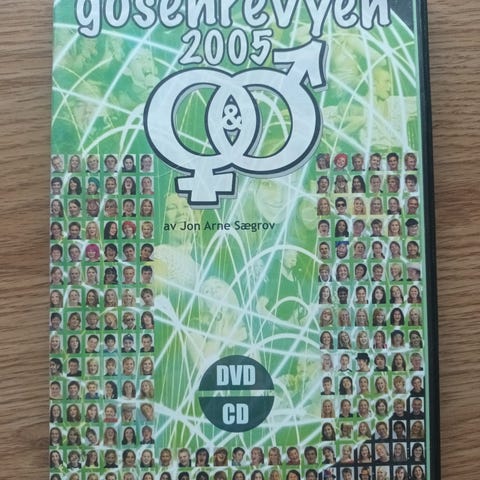 gosenrevyen
2005
&
av Jon Arne Sægrov
DVD
CD